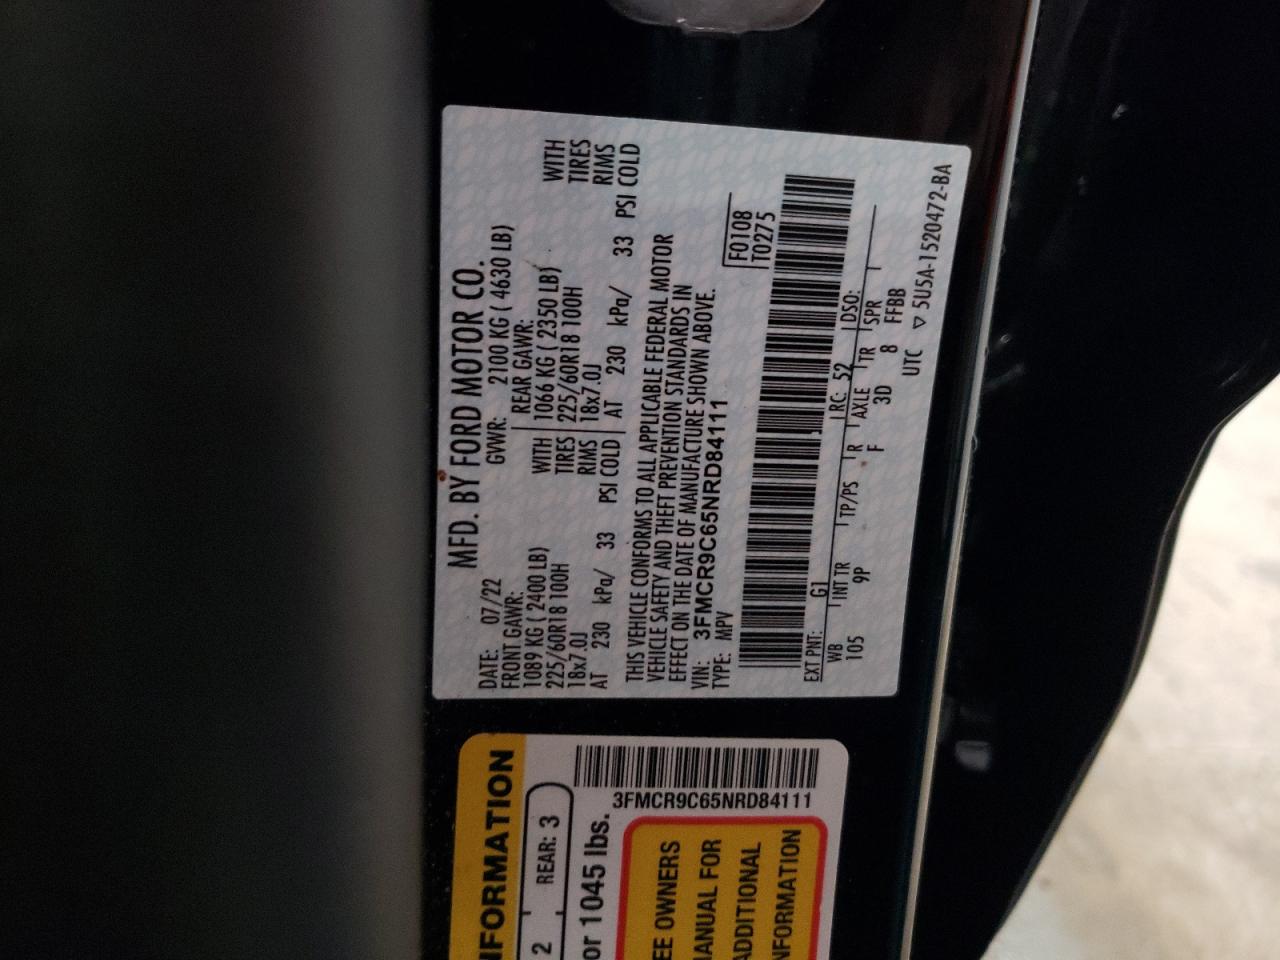 MFD. BY FORD MOTOR CO.
DATE: 07/22 GVWR: 2100 KG ( 4630 LB)
FRONT GAWR: REAR GAWR:
1089 KG ( 2400 LB) WITH 1066 KG ( 2350 LB) WITH
225/60R18 100H TIRES 225/60R18 100H TIRES
18x7.0J RIMS 18x7.0J RIMS
AT 230 kPa/ 33 PSI COLD AT 230 kPa/ 33 PSI COLD
THIS VEHICLE CONFORMS TO ALL APPLICABLE FEDERAL MOTOR
VEHICLE SAFETY AND THEFT PREVENTION STANDARDS IN
EFFECT ON THE DATE OF MANUFACTURE SHOWN ABOVE.
VIN: 3FMCR9C65NRD84111
TYPE: MPV
F0108
T0275
EXT PNT: G1 RC: 52 DSO:
WB INT TR TP/PS R AXLE TR SPR
105 9P F 3D 8 FFBB
UTC ▽ 5U5A-1520472-BA
NFORMATION
2 REAR: 3
or 1045 lbs.
3FMCR9C65NRD84111
EE OWNERS
MANUAL FOR
ADDITIONAL
NFORMATION